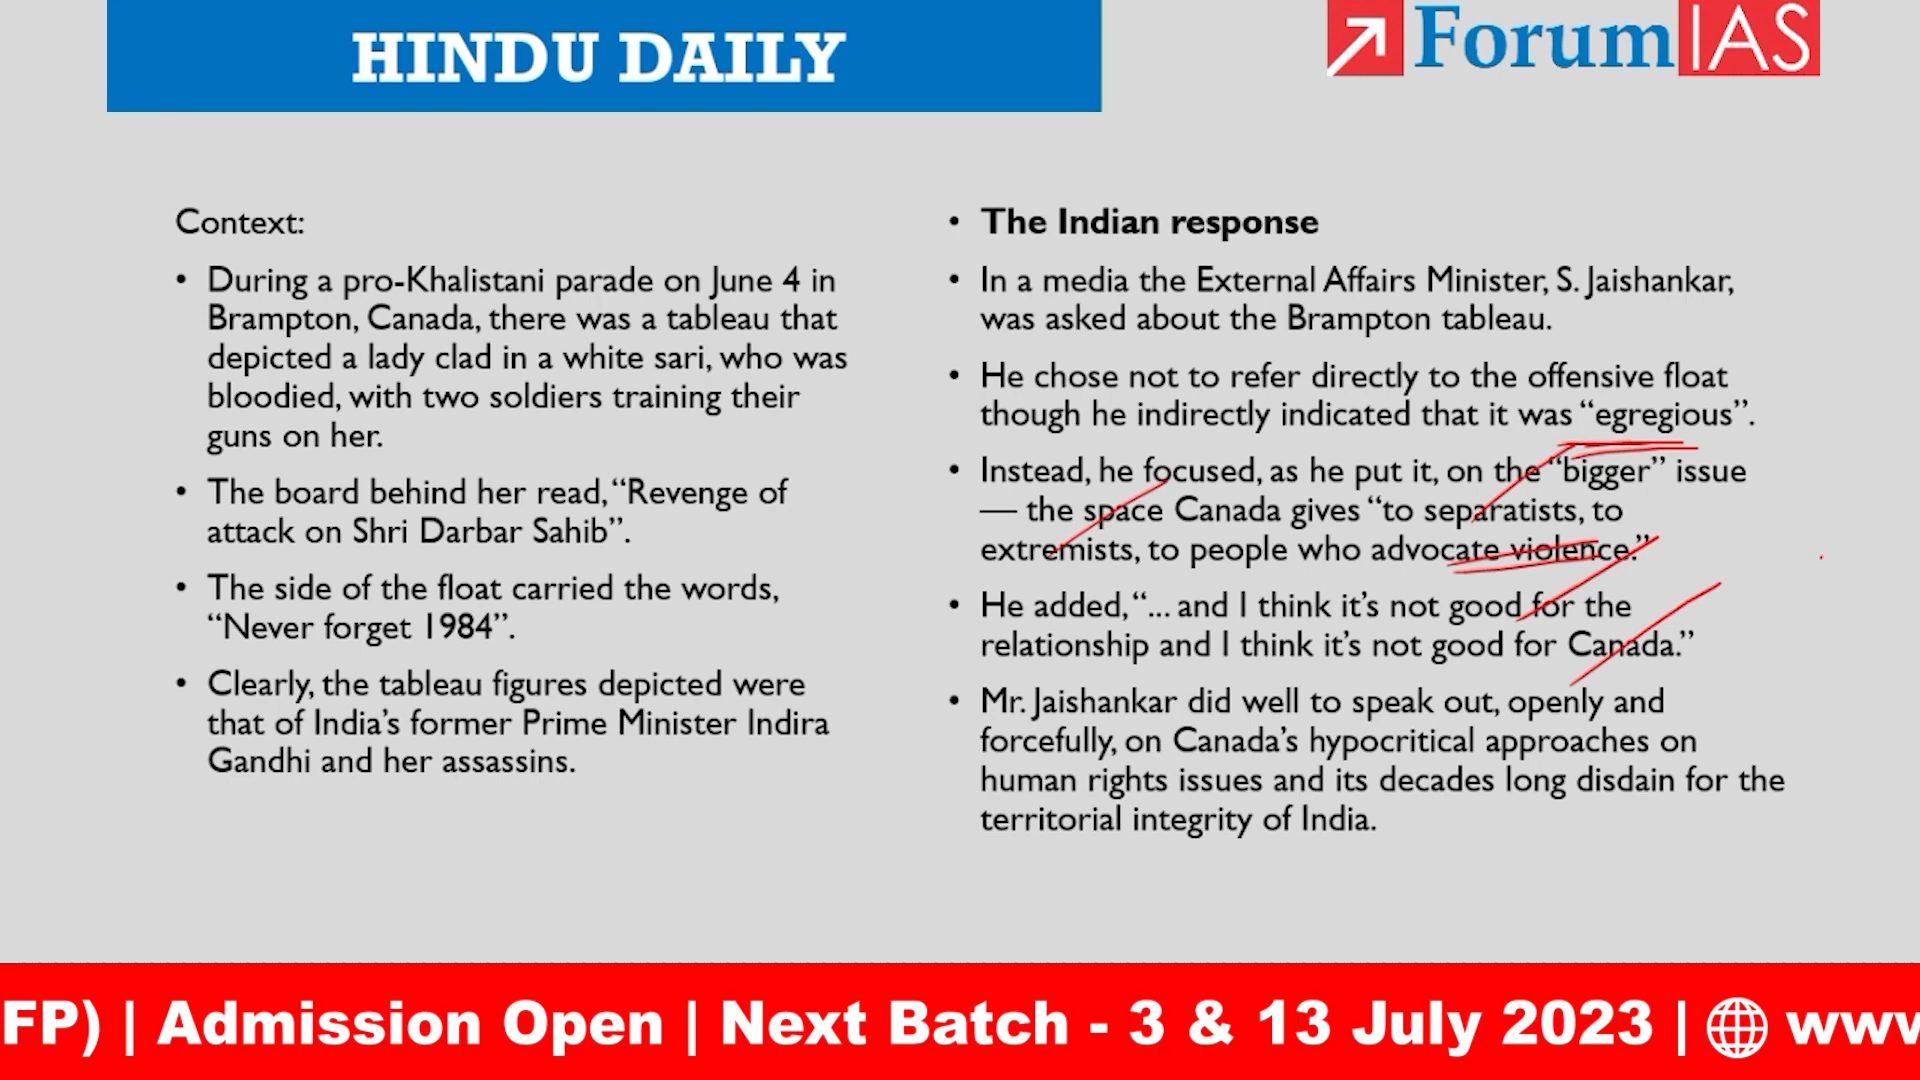 HINDU DAILY
ForumIAS
Context:
• During a pro-Khalistani parade on June 4 in
Brampton, Canada, there was a tableau that
depicted a lady clad in a white sari, who was
bloodied, with two soldiers training their
guns on her.
• The board behind her read, “Revenge of
attack on Shri Darbar Sahib”.
• The side of the float carried the words,
“Never forget 1984”.
• Clearly, the tableau figures depicted were
that of India’s former Prime Minister Indira
Gandhi and her assassins.
• The Indian response
• In a media the External Affairs Minister, S. Jaishankar,
was asked about the Brampton tableau.
• He chose not to refer directly to the offensive float
though he indirectly indicated that it was “egregious”.
• Instead, he focused, as he put it, on the “bigger” issue
— the space Canada gives “to separatists, to
extremists, to people who advocate violence.”
• He added, “... and I think it’s not good for the
relationship and I think it’s not good for Canada.”
• Mr. Jaishankar did well to speak out, openly and
forcefully, on Canada’s hypocritical approaches on
human rights issues and its decades long disdain for the
territorial integrity of India.
FP) | Admission Open | Next Batch - 3 & 13 July 2023 | www